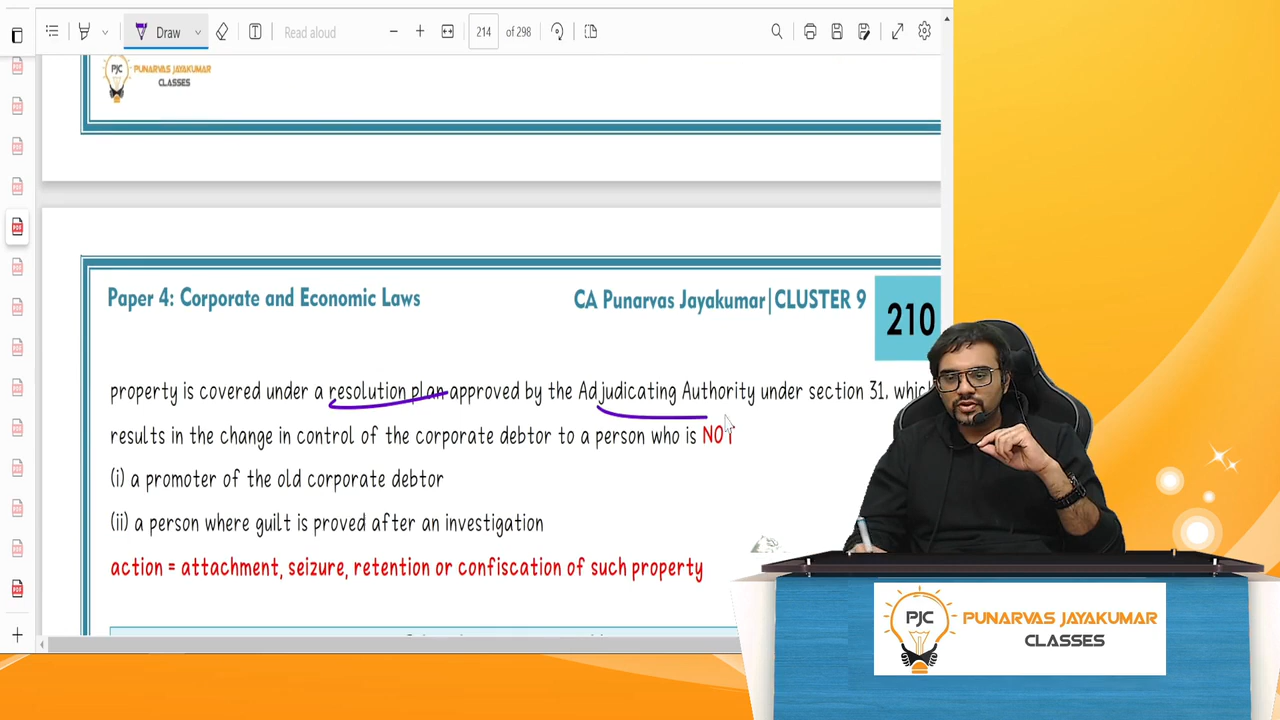 Draw
Read aloud
214 of 298
PJC PUNARVAS JAYAKUMAR
CLASSES
Paper 4: Corporate and Economic Laws
CA Punarvas Jayakumar|CLUSTER 9
210
property is covered under a resolution plan approved by the Adjudicating Authority under section 31, which
results in the change in control of the corporate debtor to a person who is NOT
(i) a promoter of the old corporate debtor
(ii) a person where guilt is proved after an investigation
action = attachment, seizure, retention or confiscation of such property
PJC PUNARVAS JAYAKUMAR
CLASSES